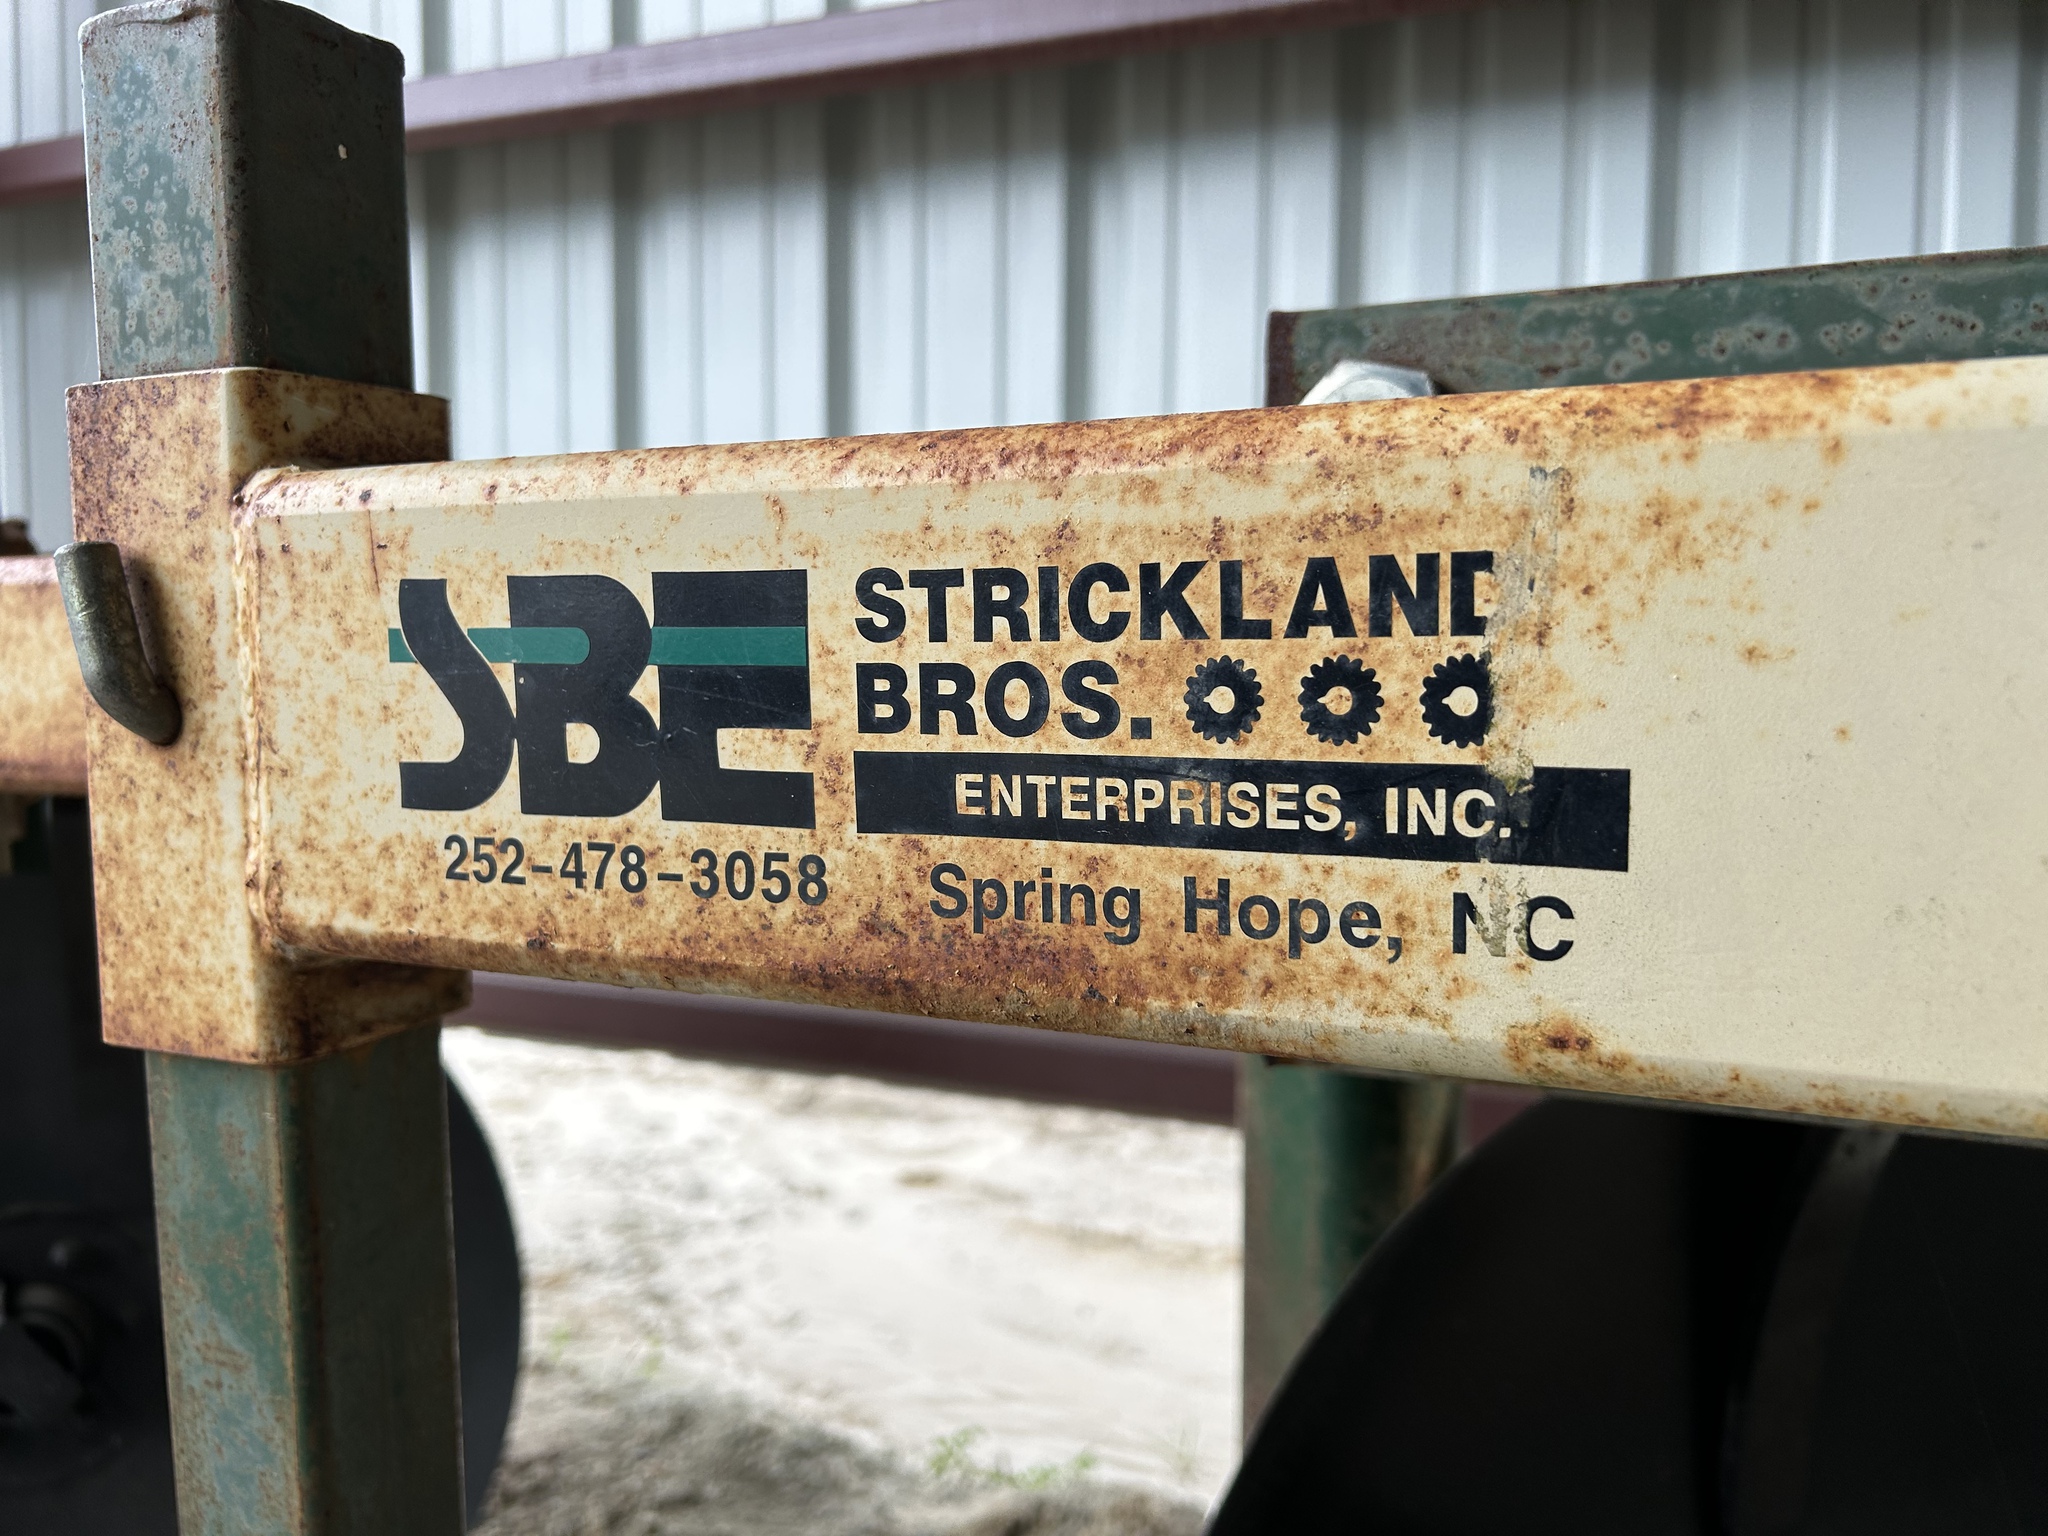 SBE
STRICKLAND
BROS.
ENTERPRISES, INC.
252-478-3058 Spring Hope, NC